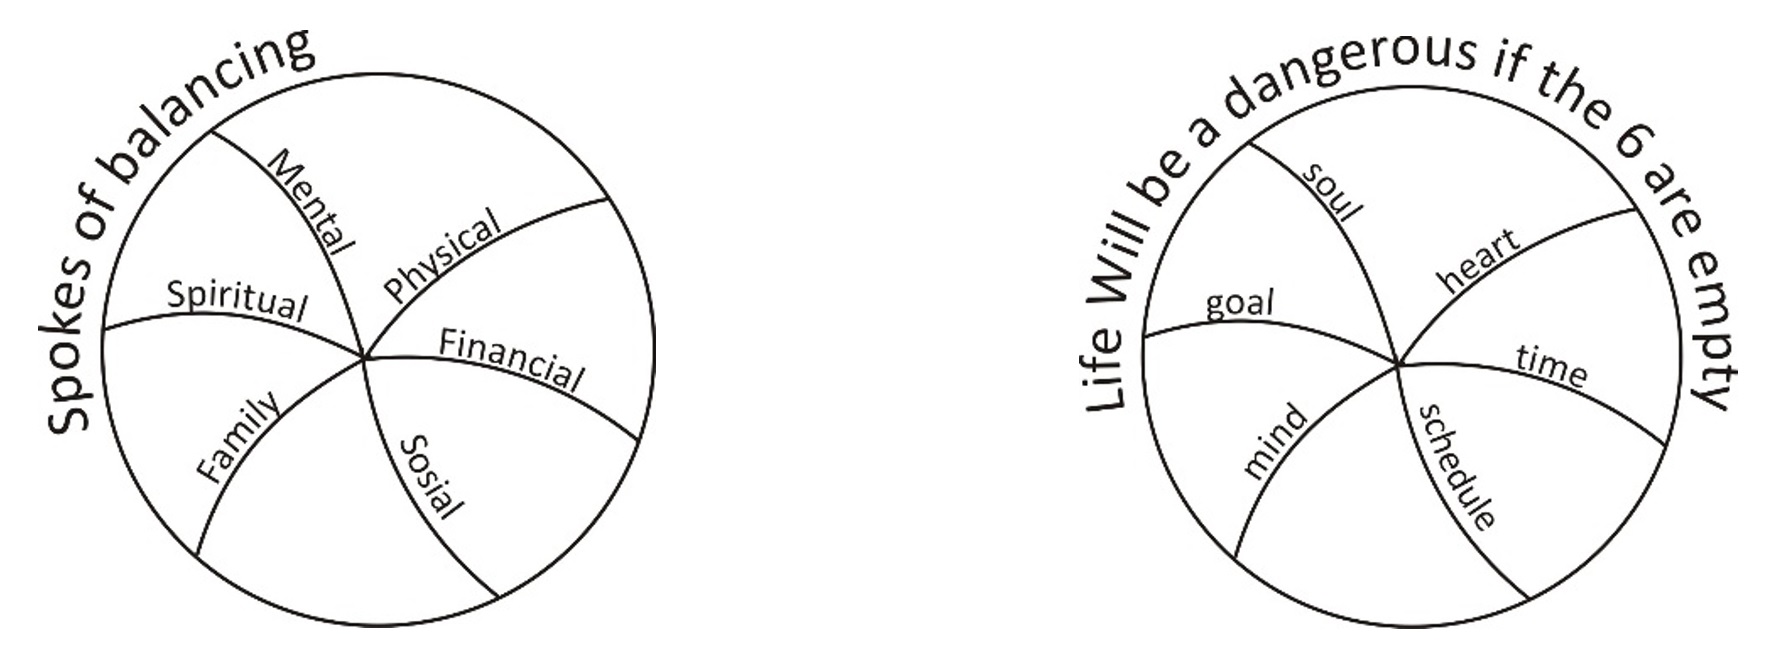 Spokes of balancing
Mental
Physical
Spiritual
Financial
Family
Sosial
Life Will be a dangerous if the 6 are empty
soul
heart
goal
time
mind
schedule